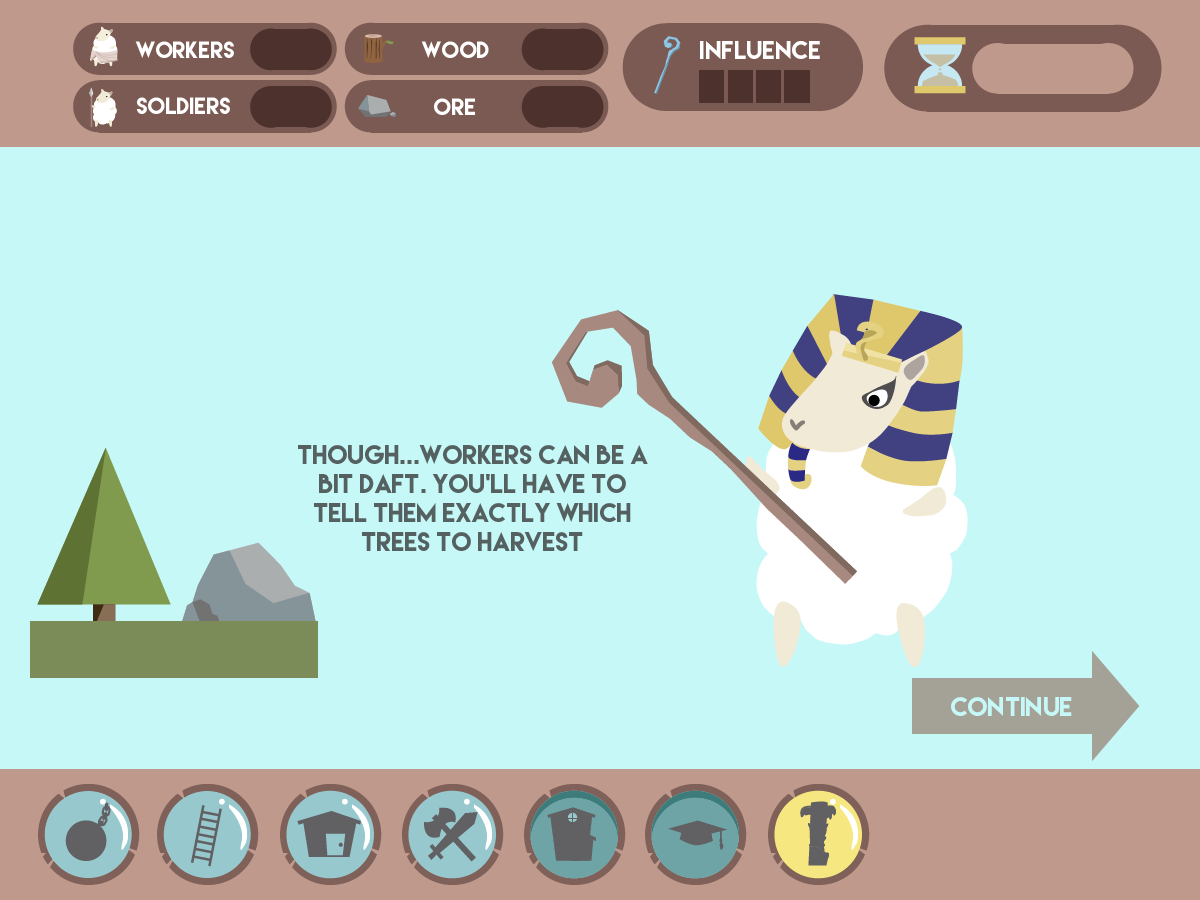 WORKERS
WOOD
INFLUENCE
SOLDIERS
ORE
THOUGH...WORKERS CAN BE A
BIT DAFT. YOU'LL HAVE TO
TELL THEM EXACTLY WHICH
TREES TO HARVEST
CONTINUE